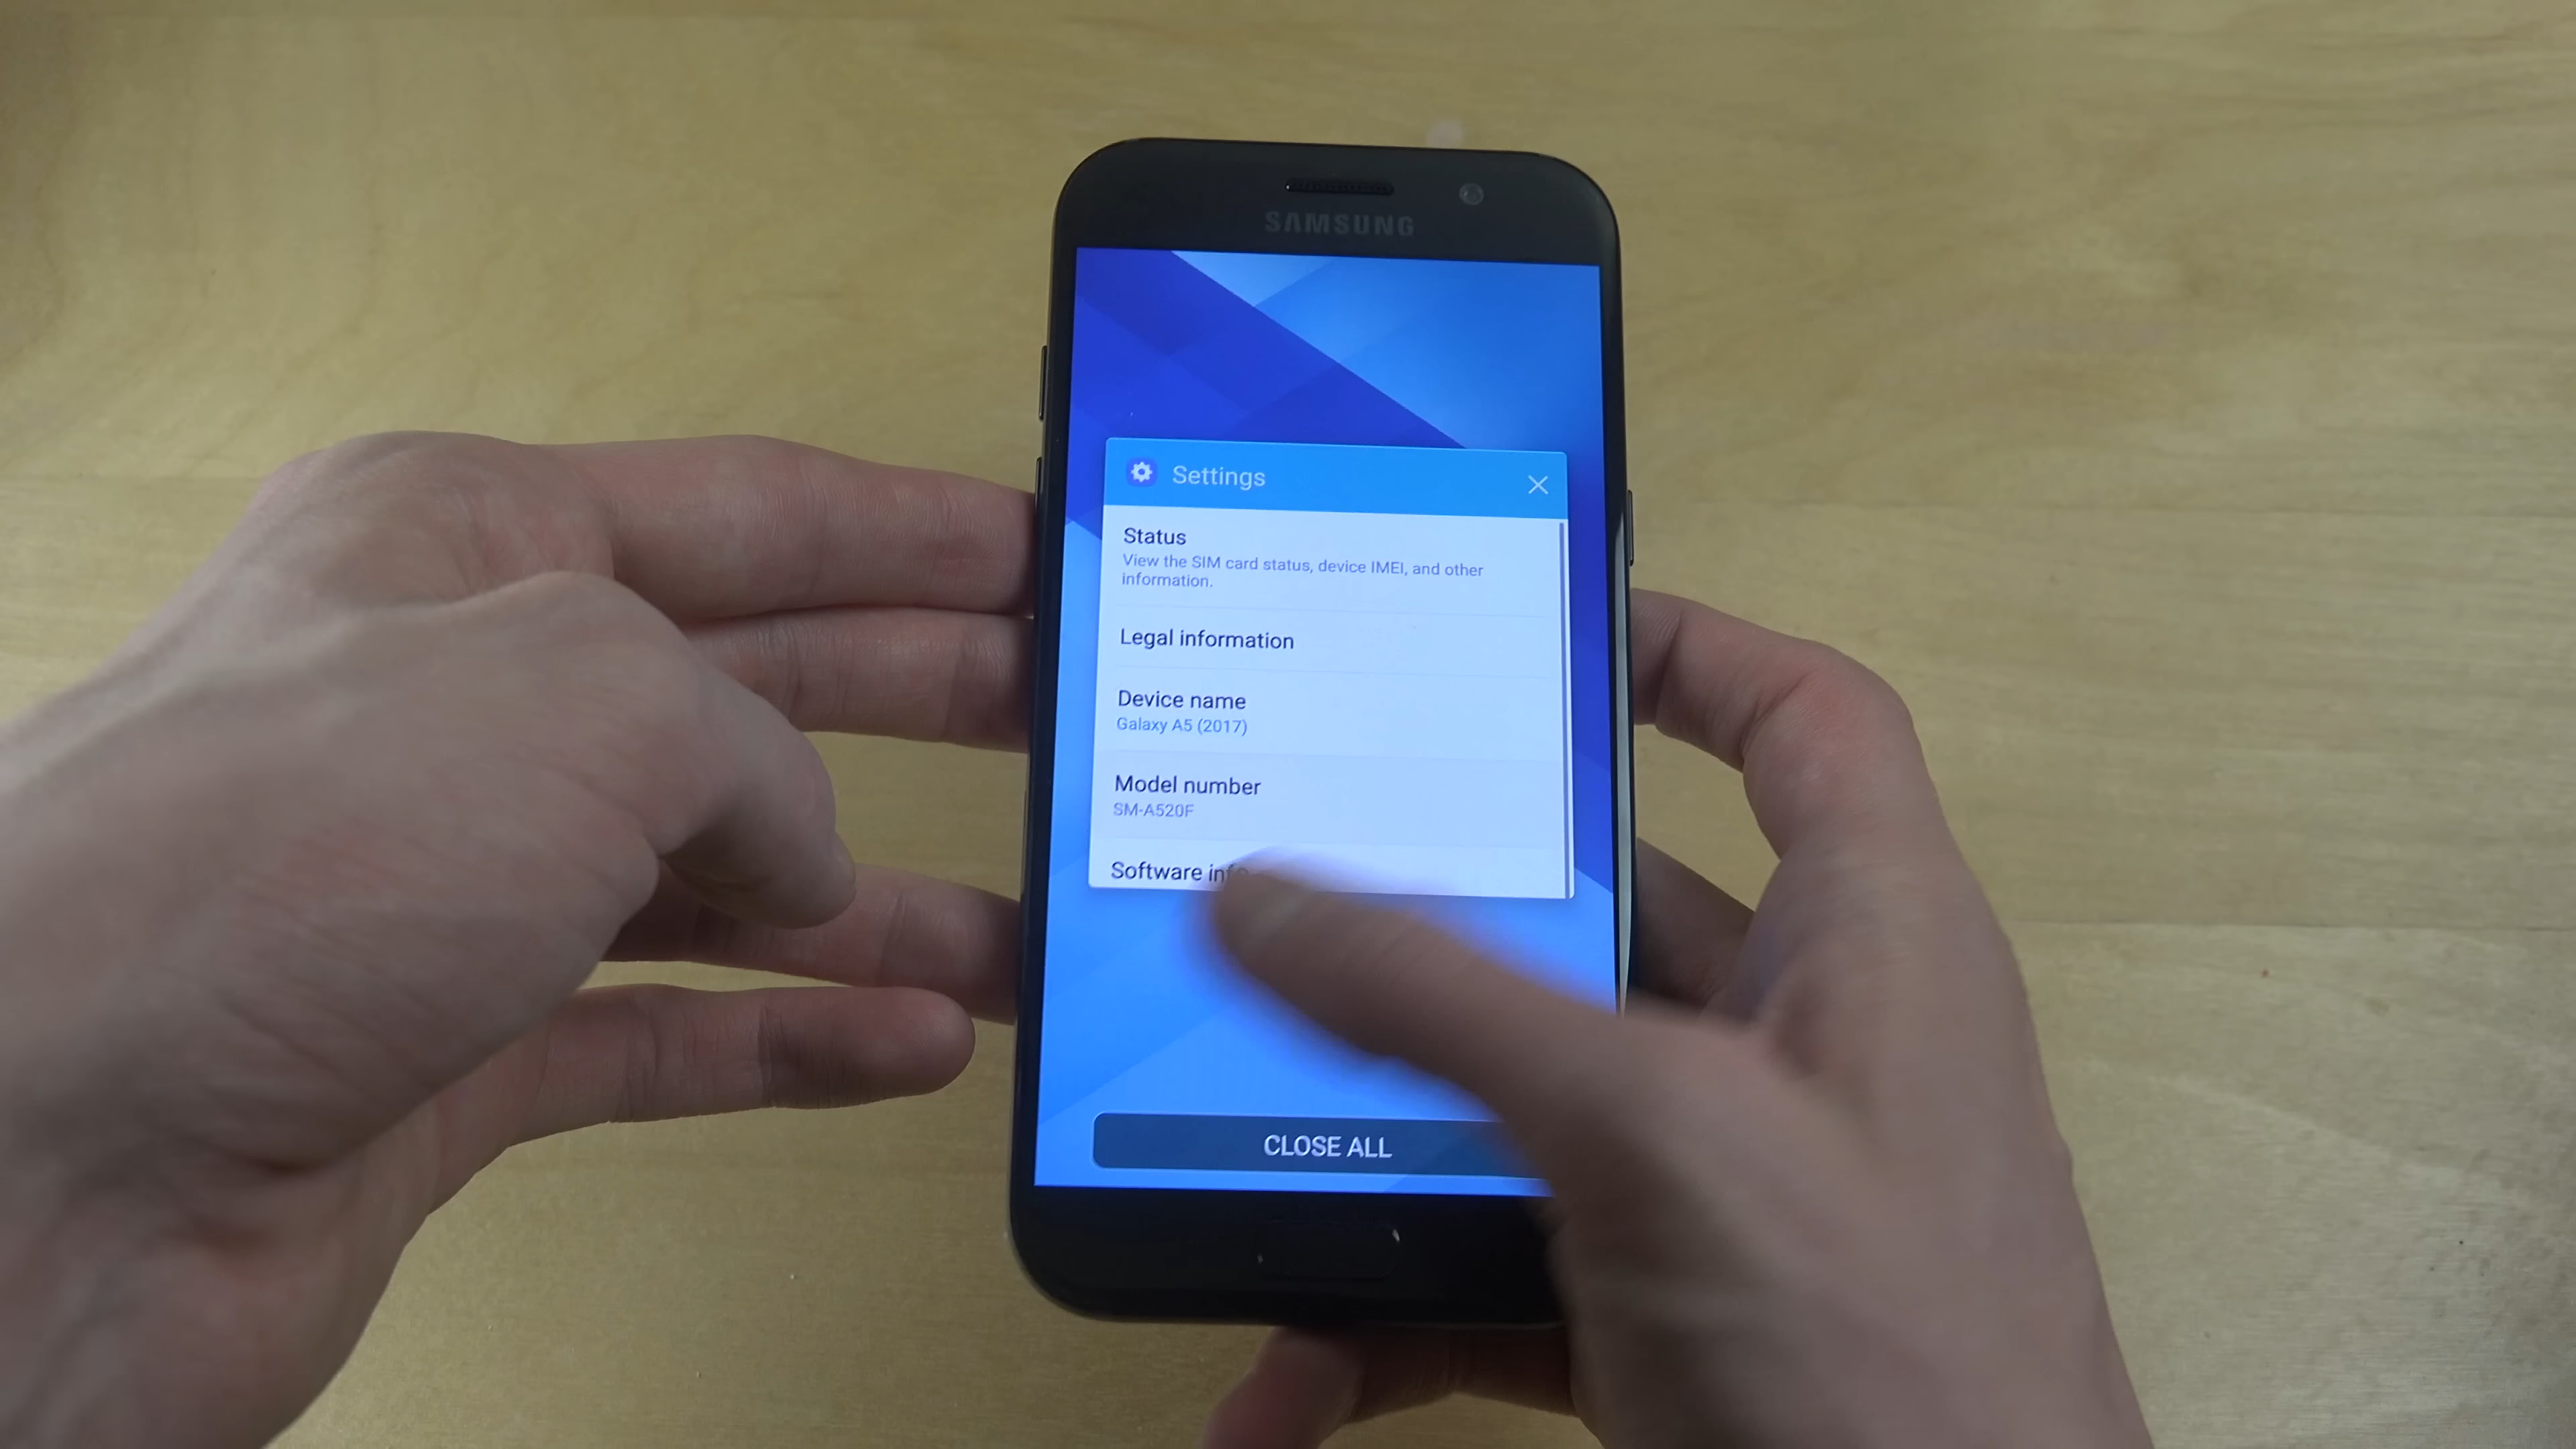 SAMSUNG
Settings
Status
View the SIM card status, device IMEI, and other
information.
Legal information
Device name
Galaxy A5 (2017)
Model number
SM-A520F
Software info
CLOSE ALL